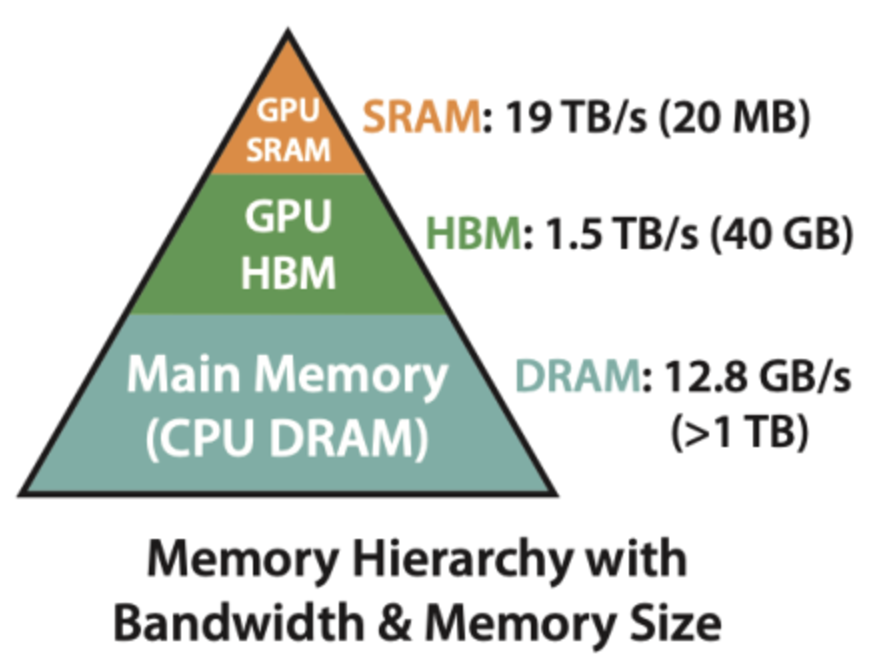 GPU
SRAM
SRAM: 19 TB/s (20 MB)
GPU
HBM
HBM: 1.5 TB/s (40 GB)
Main Memory
(CPU DRAM)
DRAM: 12.8 GB/s
(>1 TB)
Memory Hierarchy with
Bandwidth & Memory Size